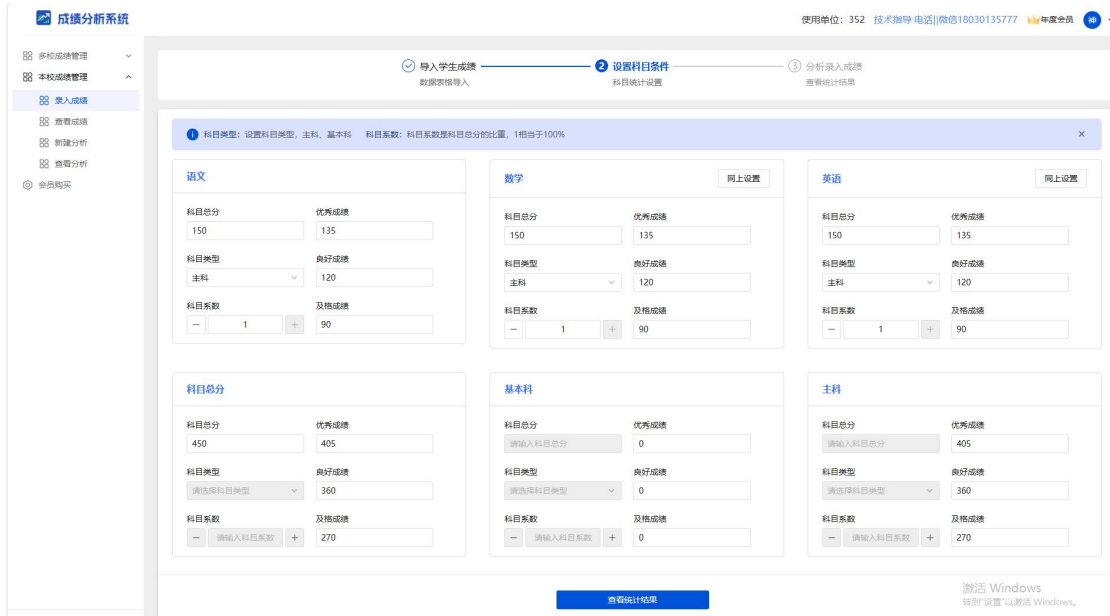 成绩分析系统
使用单位：352 技术指导 电话||微信18030135777 年度会员 神
多校成绩管理
本校成绩管理
录入成绩
查看成绩
新建分析
查看分析
会员购买
导入学生成绩
数据表格导入
2 设置科目条件
科目统计设置
3 分析录入成绩
查看统计结果
科目类型：设置科目类型，主科、基本科 科目系数：科目系数是科目总分的比重，1相当于100%
语文
科目总分 优秀成绩
150 135
科目类型 良好成绩
主科 120
科目系数 及格成绩
− 1 + 90
数学 同上设置
科目总分 优秀成绩
150 135
科目类型 良好成绩
主科 120
科目系数 及格成绩
− 1 + 90
英语 同上设置
科目总分 优秀成绩
150 135
科目类型 良好成绩
主科 120
科目系数 及格成绩
− 1 + 90
科目总分
科目总分 优秀成绩
450 405
科目类型 良好成绩
请选择科目类型 360
科目系数 及格成绩
− 请输入科目系数 + 270
基本科
科目总分 优秀成绩
请输入科目总分 0
科目类型 良好成绩
请选择科目类型 0
科目系数 及格成绩
− 请输入科目系数 + 0
主科
科目总分 优秀成绩
请输入科目总分 405
科目类型 良好成绩
请选择科目类型 360
科目系数 及格成绩
− 请输入科目系数 + 270
查看统计结果
激活 Windows
转到"设置"以激活 Windows。